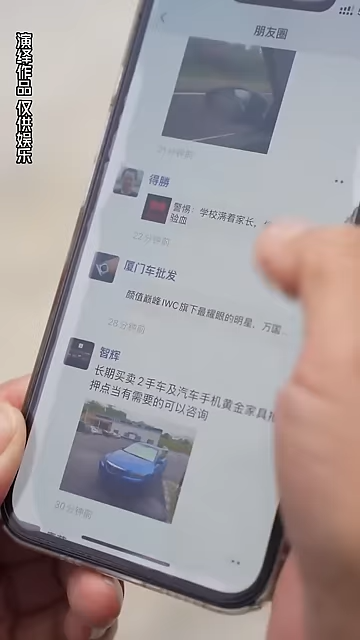 演绎作品 仅供娱乐
朋友圈
21分钟前
得勝
警惕：学校满着家长，
验血
22分钟前
厦门车批发
颜值巅峰IWC旗下最耀眼的明星，万国...
28分钟前
智辉
长期买卖2手车及汽车手机黄金家具
押点当有需要的可以咨询
30分钟前